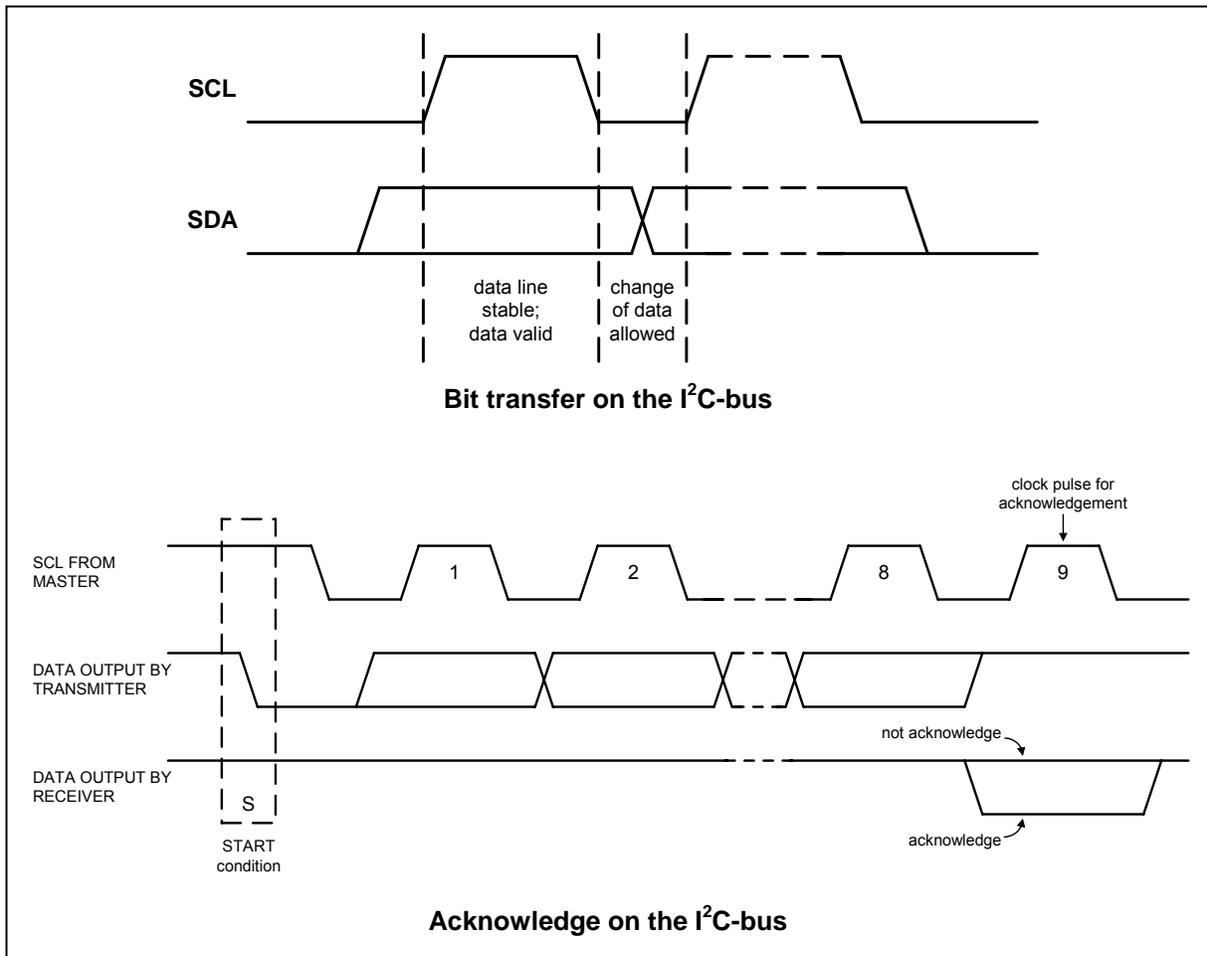 SCL
SDA
data line
stable;
data valid
change
of data
allowed
Bit transfer on the I²C-bus
clock pulse for
acknowledgement
SCL FROM
MASTER
1
2
8
9
DATA OUTPUT BY
TRANSMITTER
not acknowledge
DATA OUTPUT BY
RECEIVER
S
acknowledge
START
condition
Acknowledge on the I²C-bus